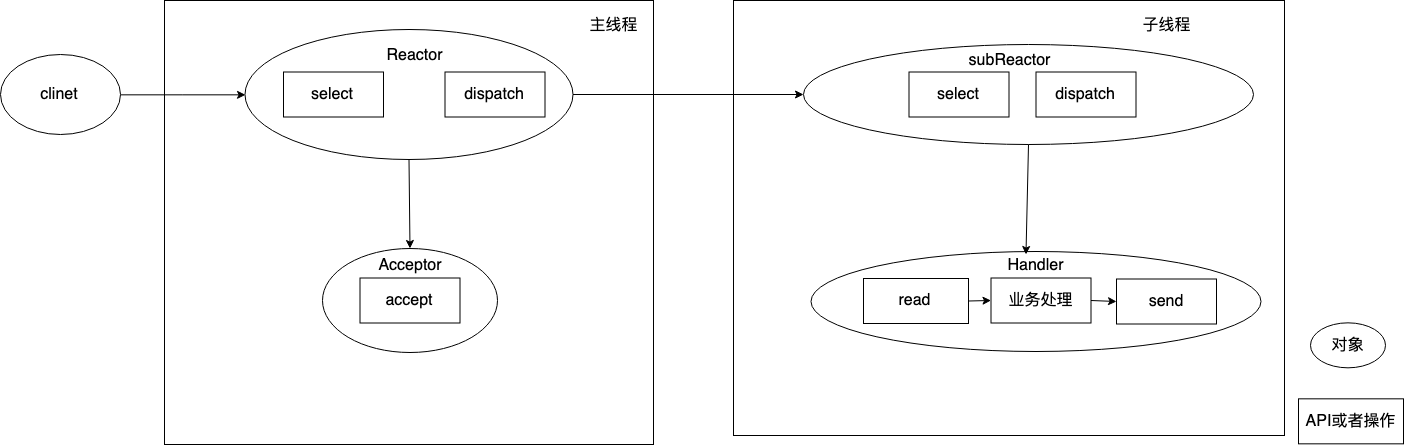 clinet
主线程
Reactor
select
dispatch
Acceptor
accept
子线程
subReactor
select
dispatch
Handler
read
业务处理
send
对象
API或者操作